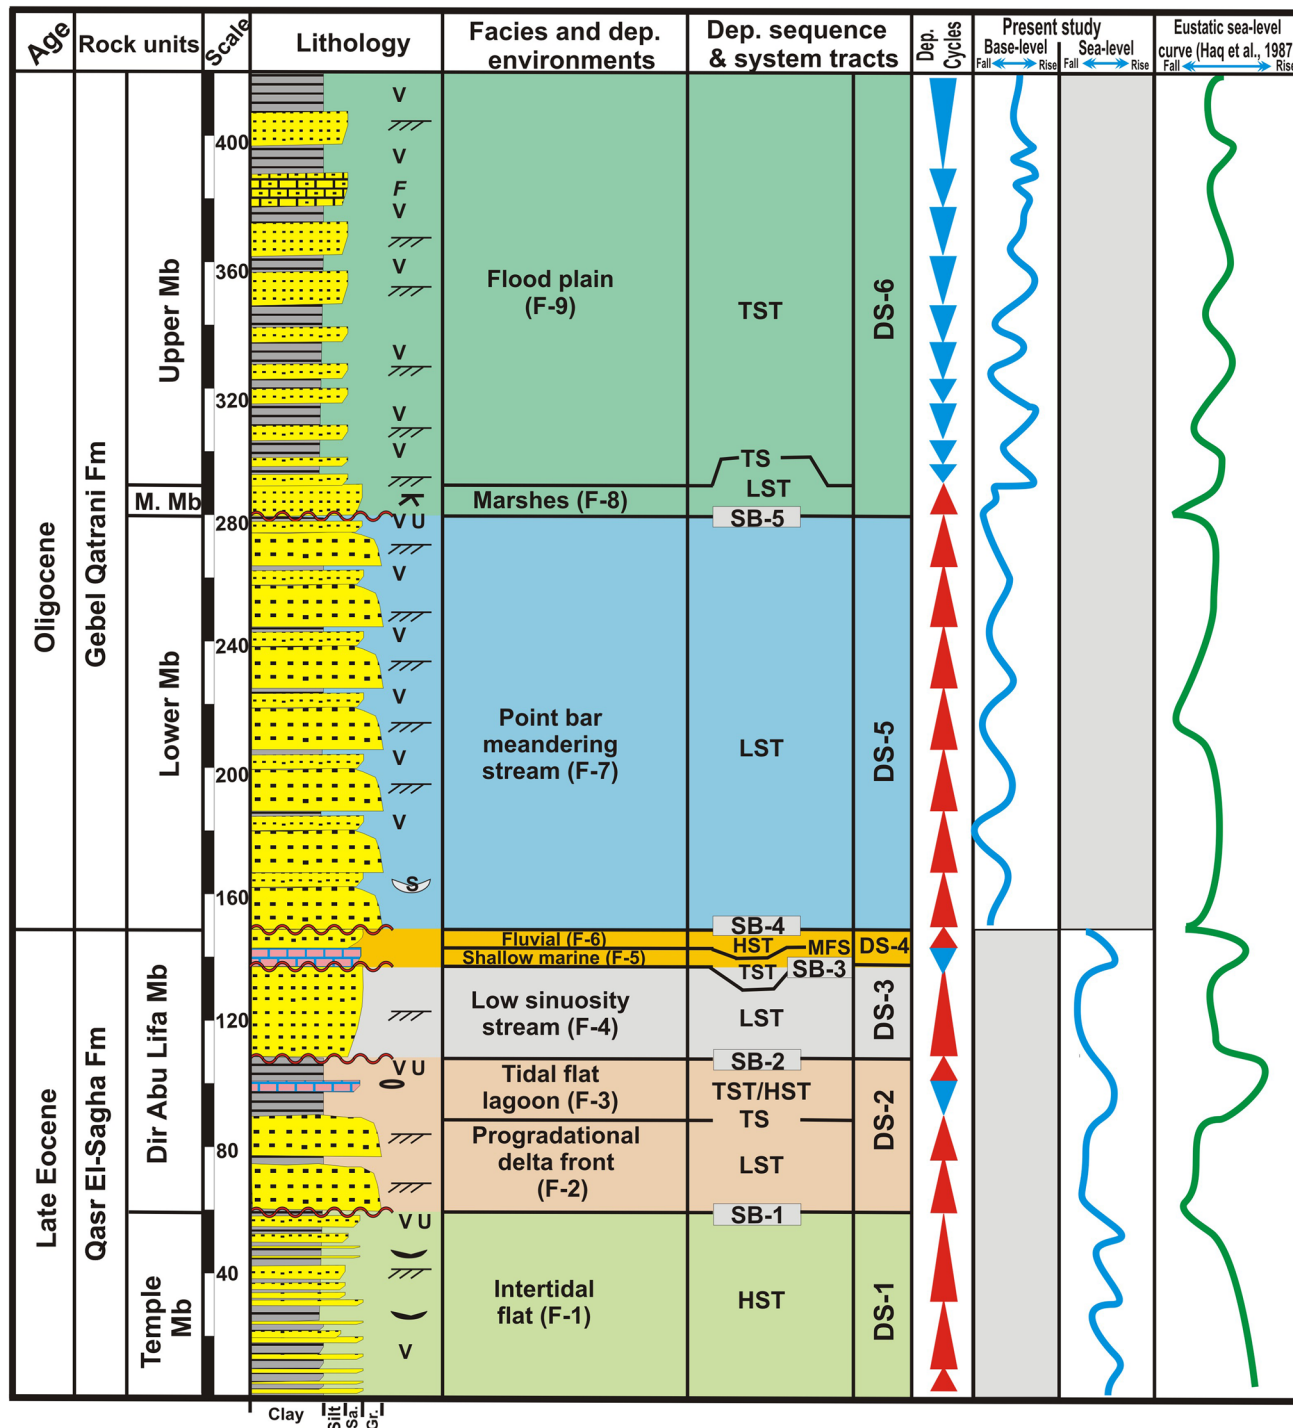 Age
Rock units
Scale
Lithology
Facies and dep.
environments
Dep. sequence
& system tracts
Dep.
Cycles
Present study
Base-level
Fall
Rise
Sea-level
Fall
Rise
Eustatic sea-level
curve (Haq et al., 1987
Fall
Rise
Oligocene
Late Eocene
Gebel Qatrani Fm
Qasr El-Sagha Fm
Upper Mb
M. Mb
Lower Mb
Dir Abu Lifa Mb
Temple
Mb
400
360
320
280
240
200
160
120
80
40
V
V
F
V
V
V
V
V
K
V U
V
V
V
V
V
S
V U
V U
V
Flood plain
(F-9)
Marshes (F-8)
Point bar
meandering
stream (F-7)
Fluvial (F-6)
Shallow marine (F-5)
Low sinuosity
stream (F-4)
Tidal flat
lagoon (F-3)
Progradational
delta front
(F-2)
Intertidal
flat (F-1)
TST
TS
LST
SB-5
LST
SB-4
HST
MFS
TST
SB-3
LST
SB-2
TST/HST
TS
LST
SB-1
HST
DS-6
DS-5
DS-4
DS-3
DS-2
DS-1
Clay
Silt
Sa.
Gr.